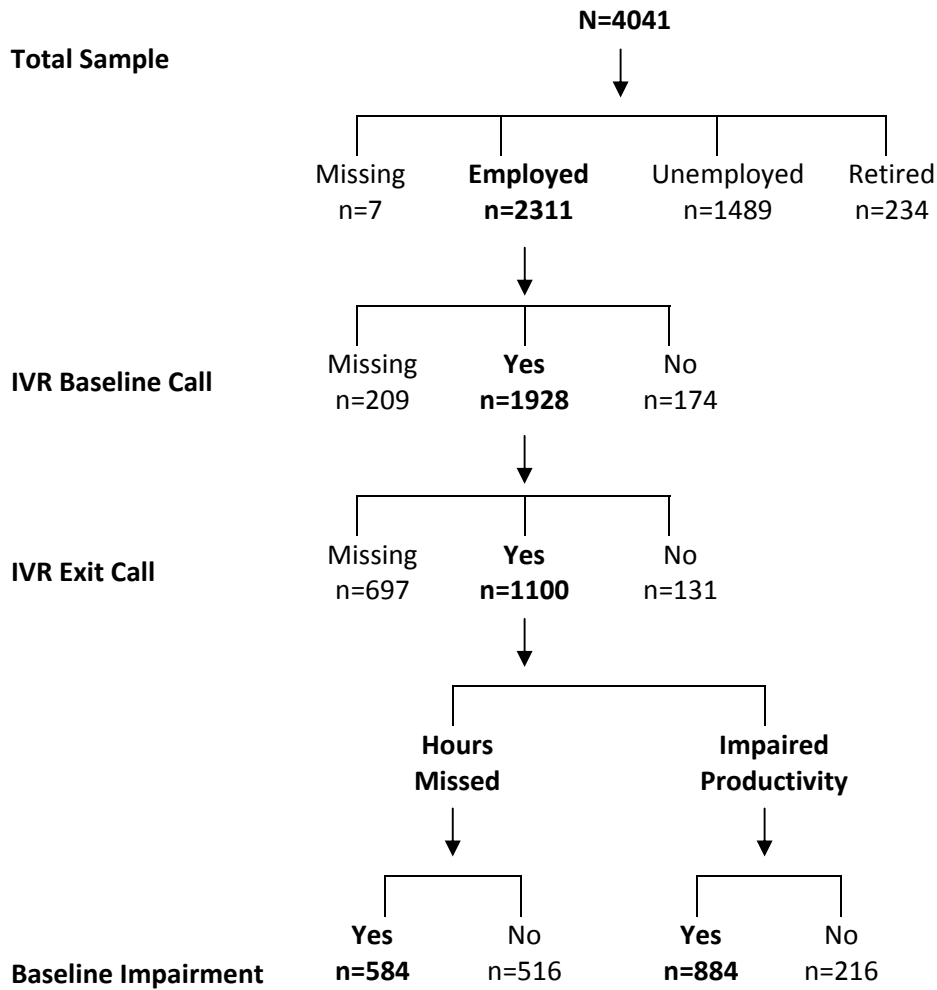 N=4041
Total Sample
Missing Employed Unemployed Retired
n=7 n=2311 n=1489 n=234
Missing Yes No
IVR Baseline Call
n=209 n=1928 n=174
Missing Yes No
IVR Exit Call
n=697 n=1100 n=131
Hours Impaired
Missed Productivity
Yes No Yes No
Baseline Impairment n=584 n=516 n=884 n=216